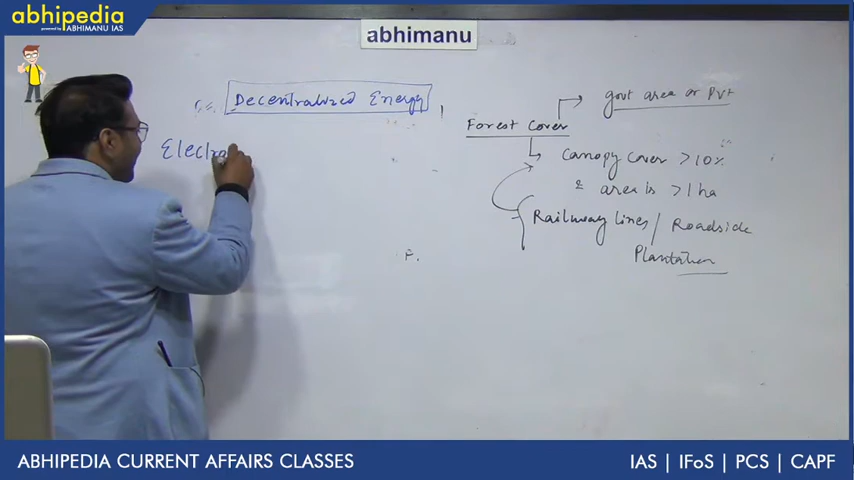 abhipedia
powered by ABHIMANU IAS
abhimanu
Decentralized Energy
Electra
Forest Cover
govt area or Pvt
Canopy cover > 10%
& area is > 1 ha
Railway lines / Roadside
Plantation
F.
ABHIPEDIA CURRENT AFFAIRS CLASSES
IAS | IFoS | PCS | CAPF